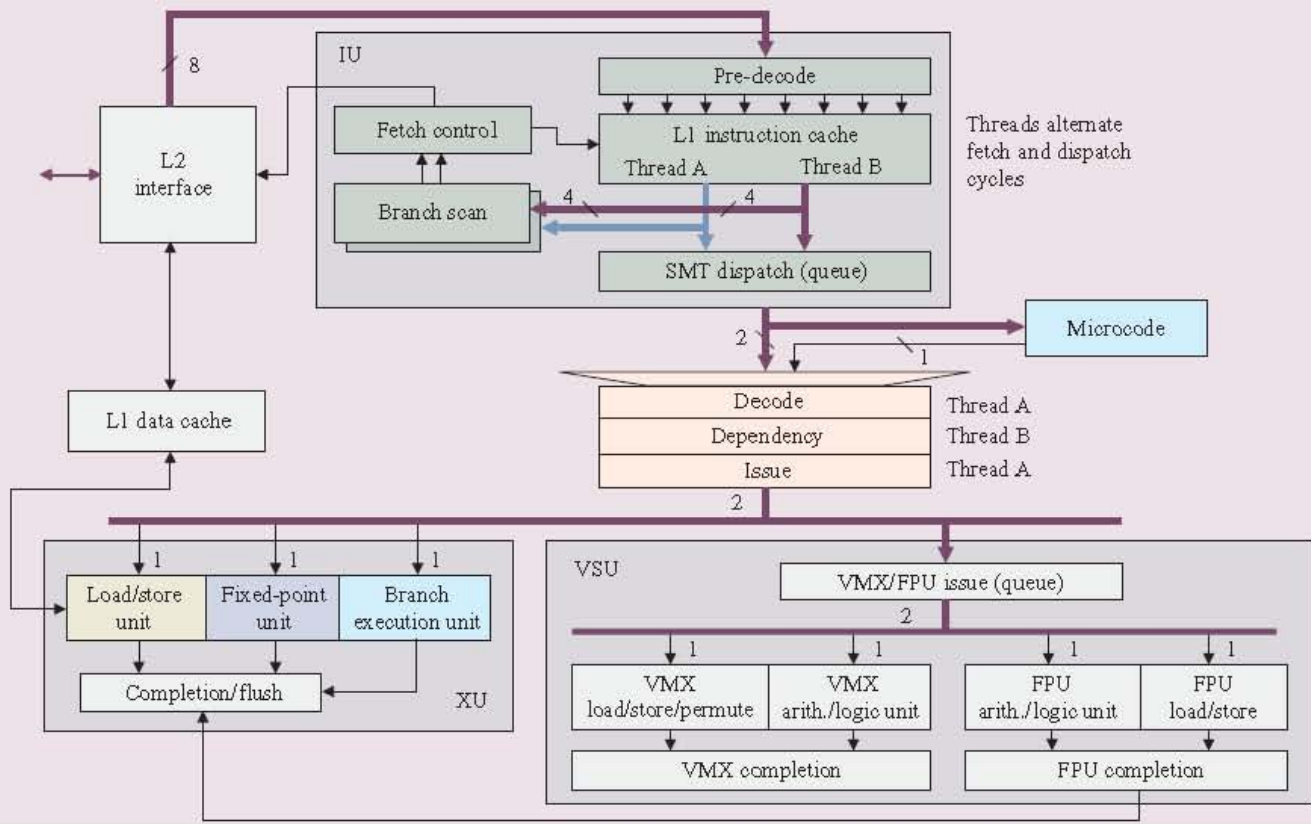 8
IU
Pre-decode
Fetch control
L1 instruction cache
Thread A
Thread B
Threads alternate
fetch and dispatch
cycles
L2
interface
Branch scan
4
4
SMT dispatch (queue)
2
1
Microcode
L1 data cache
Decode
Thread A
Dependency
Thread B
Issue
Thread A
2
1
1
1
Load/store
unit
Fixed-point
unit
Branch
execution unit
Completion/flush
XU
VSU
VMX/FPU issue (queue)
2
1
1
1
1
VMX
load/store/permute
VMX
arith./logic unit
FPU
arith./logic unit
FPU
load/store
VMX completion
FPU completion